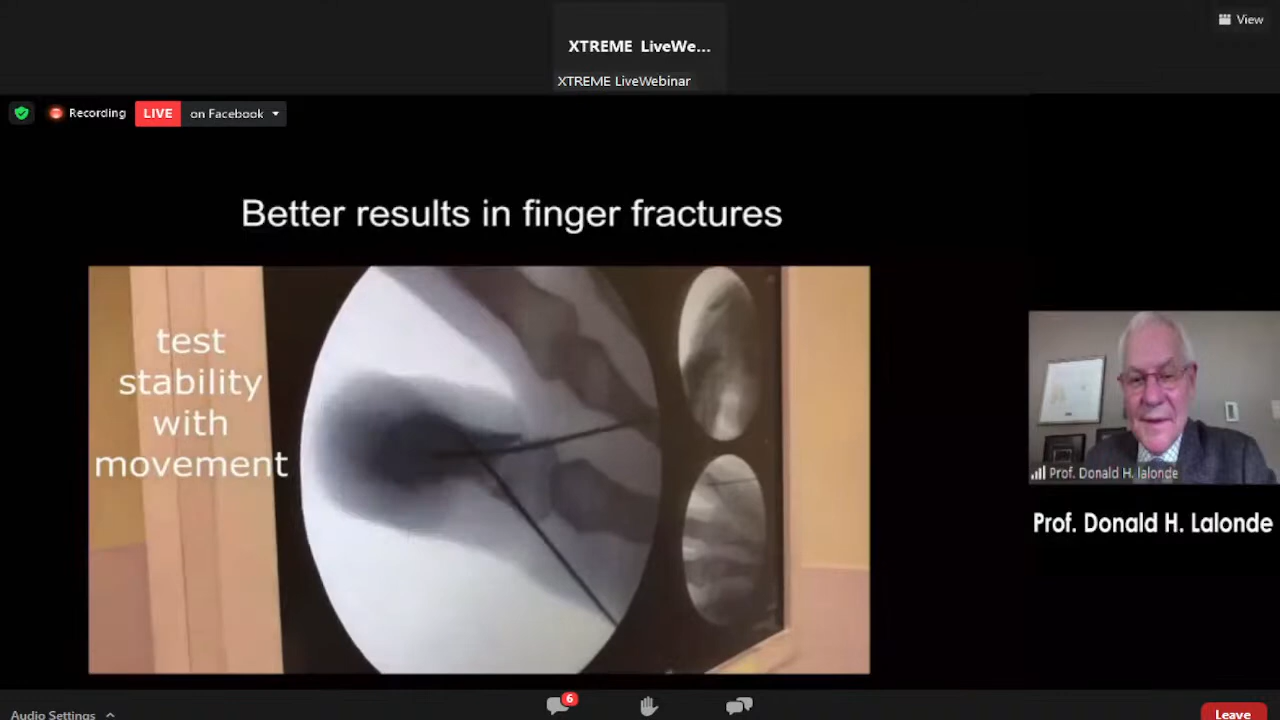 XTREME LiveWe...
View
XTREME LiveWebinar
Recording
LIVE
on Facebook
Better results in finger fractures
test
stability
with
movement
Prof. Donald H. lalonde
Prof. Donald H. Lalonde
6
Audio Settings
Leave